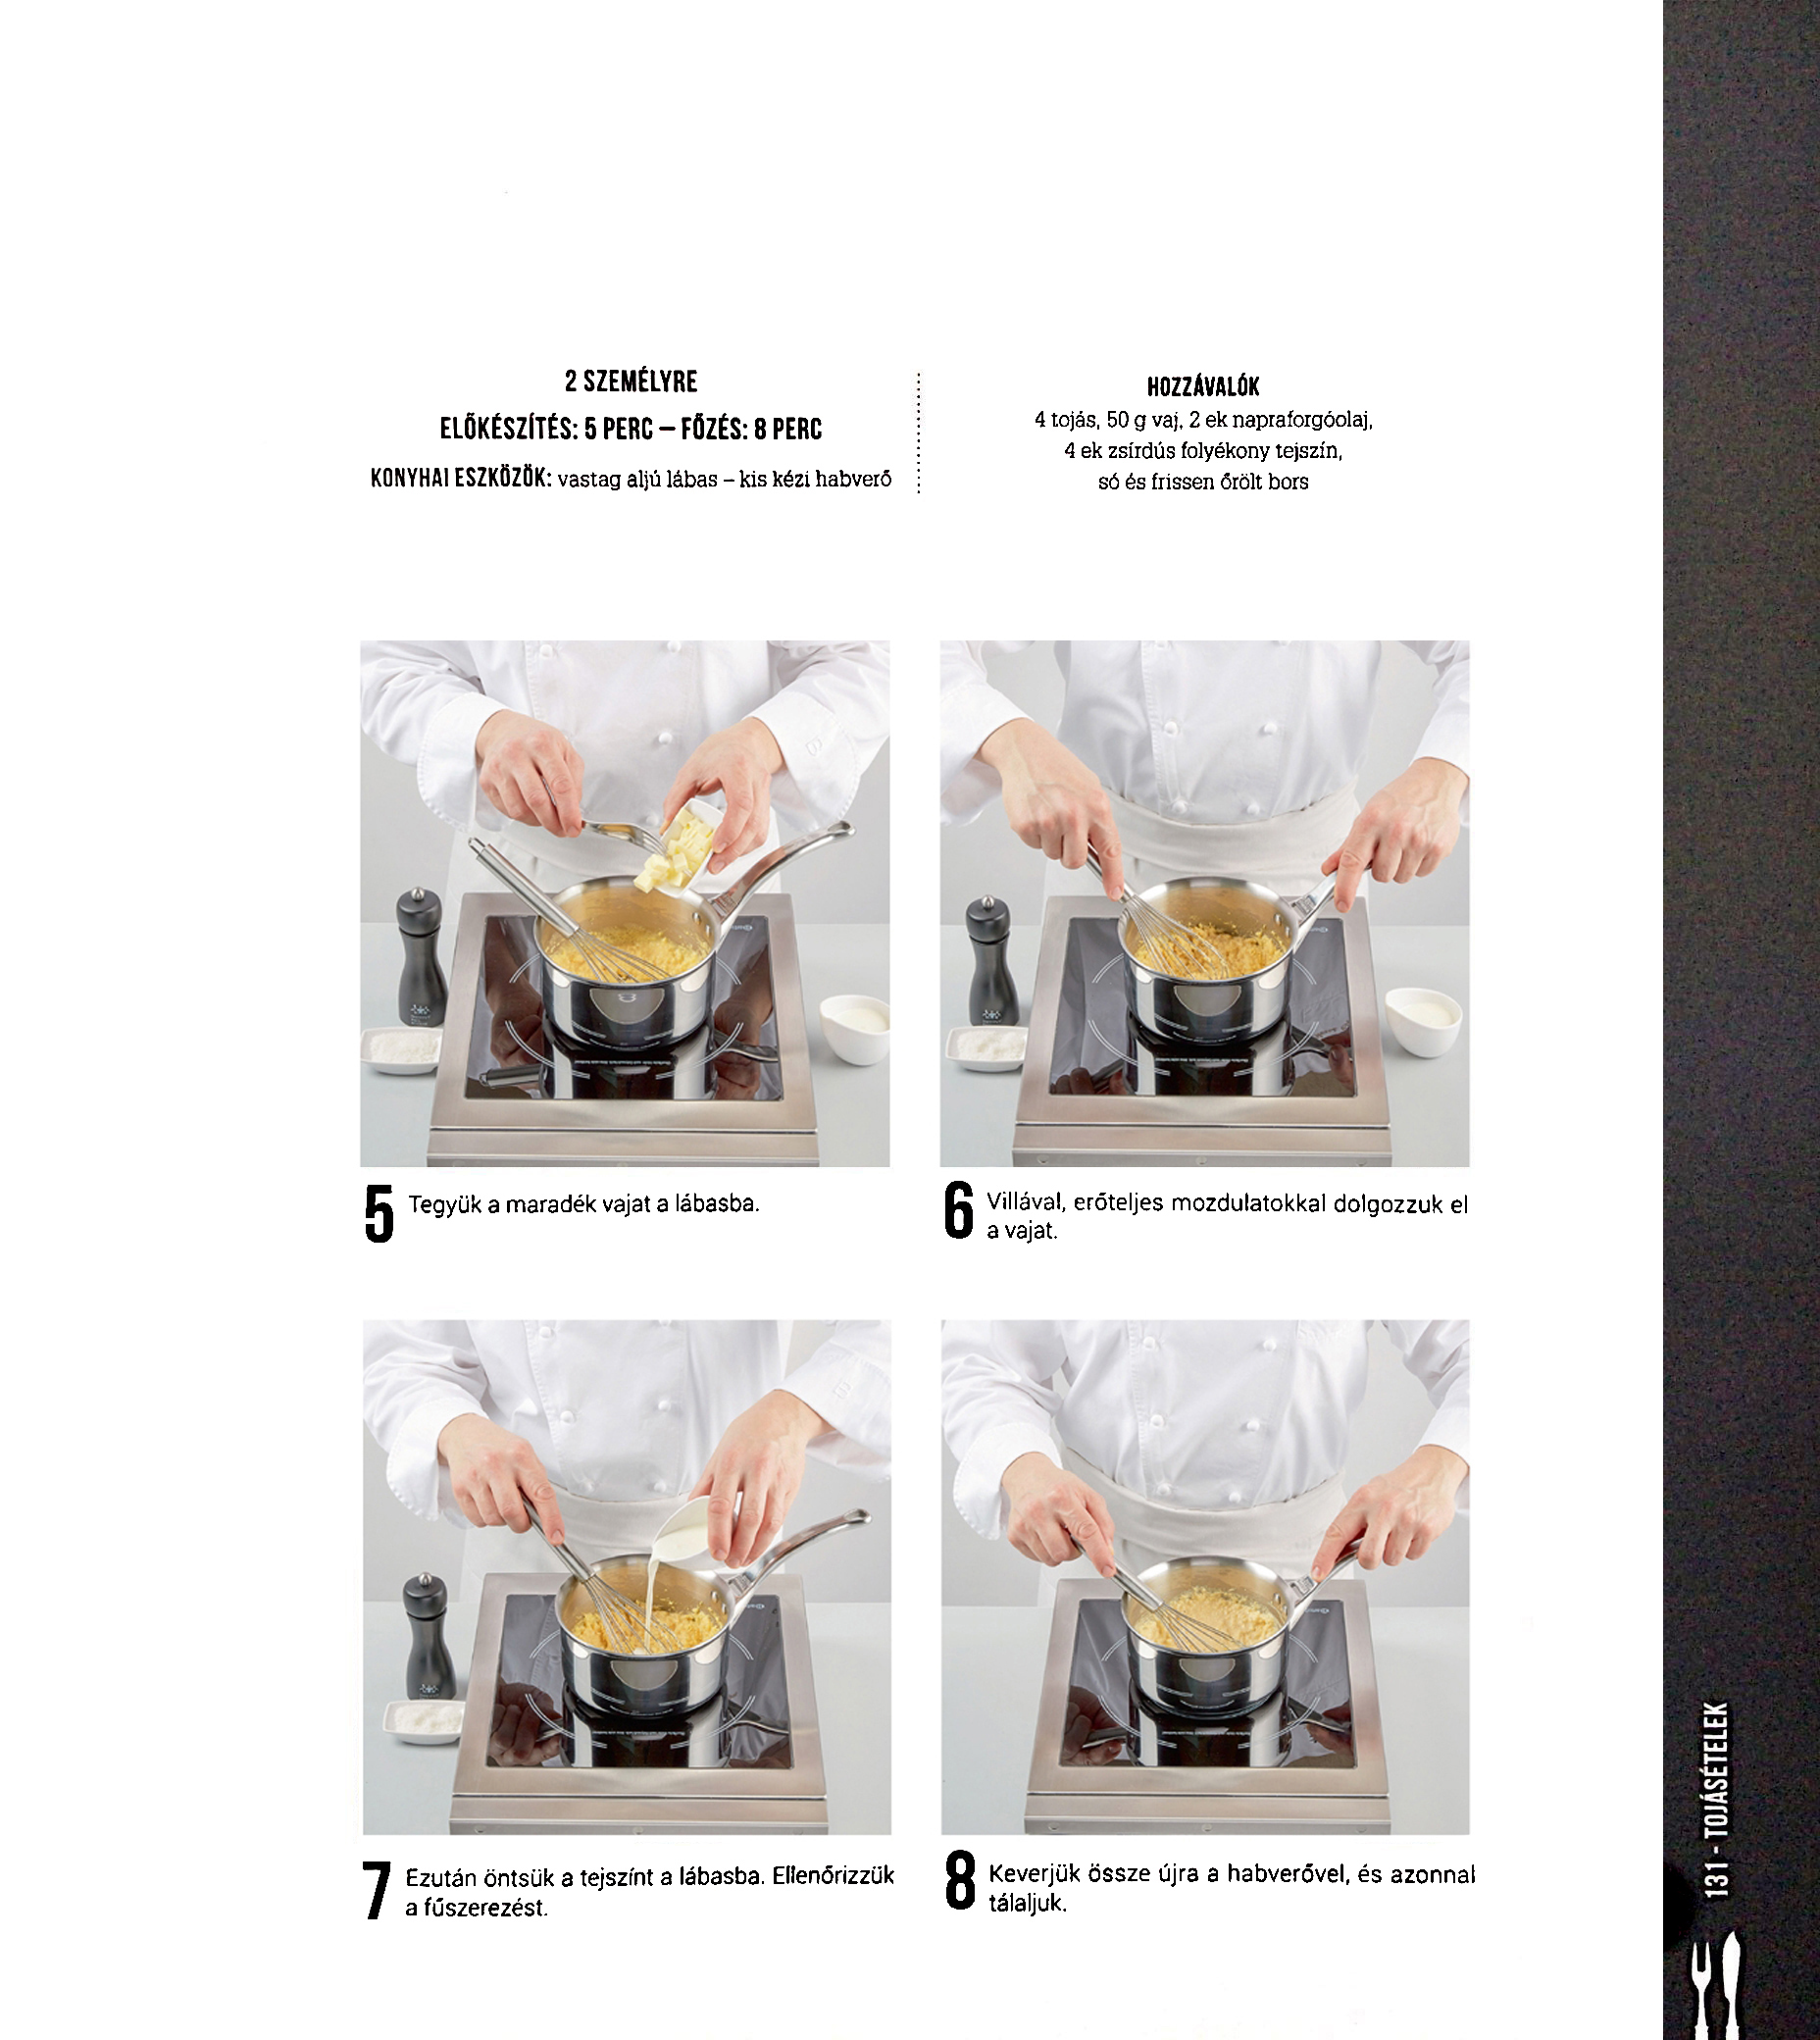 2 SZEMÉLYRE
ELŐKÉSZÍTÉS: 5 PERC – FŐZÉS: 8 PERC
KONYHAI ESZKÖZÖK: vastag aljú lábas – kis kézi habverő
HOZZÁVALÓK
4 tojás, 50 g vaj, 2 ek napraforgóolaj,
4 ek zsírdús folyékony tejszín,
só és frissen őrölt bors
5 Tegyük a maradék vajat a lábasba.
6 Villával, erőteljes mozdulatokkal dolgozzuk el
a vajat.
7 Ezután öntsük a tejszínt a lábasba. Ellenőrizzük
a fűszerezést.
8 Keverjük össze újra a habverővel, és azonnal
tálaljuk.
131 - TOJÁSÉTELEK